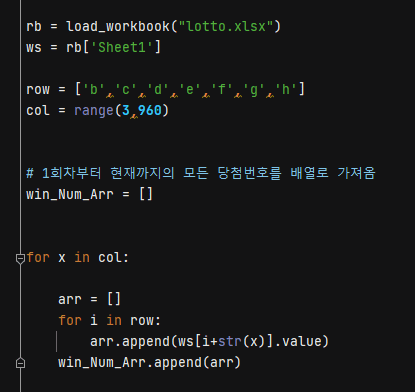 rb = load_workbook("lotto.xlsx")
ws = rb['Sheet1']
row = ['b','c','d','e','f','g','h']
col = range(3,960)
# 1회차부터 현재까지의 모든 당첨번호를 배열로 가져옴
win_Num_Arr = []
for x in col:
arr = []
for i in row:
arr.append(ws[i+str(x)].value)
win_Num_Arr.append(arr)